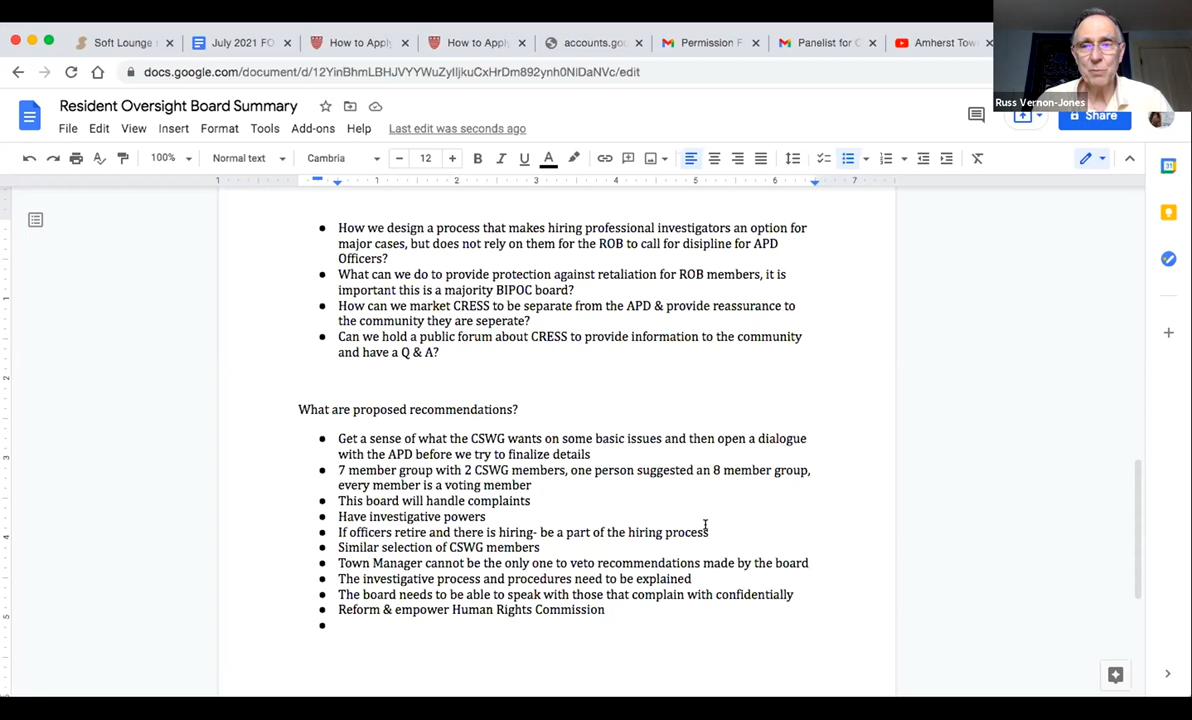 Soft Lounge
July 2021 FO
How to Apply
How to Apply
accounts.goo
Permission F
Panelist for C
Amherst Tow
docs.google.com/document/d/12YinBhmLBHJVYYWuZyIljkuCxHrDm892ynh0NlDaNVc/edit
Russ Vernon-Jones
Resident Oversight Board Summary
Share
File Edit View Insert Format Tools Add-ons Help Last edit was seconds ago
100% Normal text Cambria 12
1 1 2 3 4 5 6 7
How we design a process that makes hiring professional investigators an option for
major cases, but does not rely on them for the ROB to call for disipline for APD
Officers?
What can we do to provide protection against retaliation for ROB members, it is
important this is a majority BIPOC board?
How can we market CRESS to be separate from the APD & provide reassurance to
the community they are seperate?
Can we hold a public forum about CRESS to provide information to the community
and have a Q & A?
What are proposed recommendations?
Get a sense of what the CSWG wants on some basic issues and then open a dialogue
with the APD before we try to finalize details
7 member group with 2 CSWG members, one person suggested an 8 member group,
every member is a voting member
This board will handle complaints
Have investigative powers
If officers retire and there is hiring- be a part of the hiring process
Similar selection of CSWG members
Town Manager cannot be the only one to veto recommendations made by the board
The investigative process and procedures need to be explained
The board needs to be able to speak with those that complain with confidentially
Reform & empower Human Rights Commission